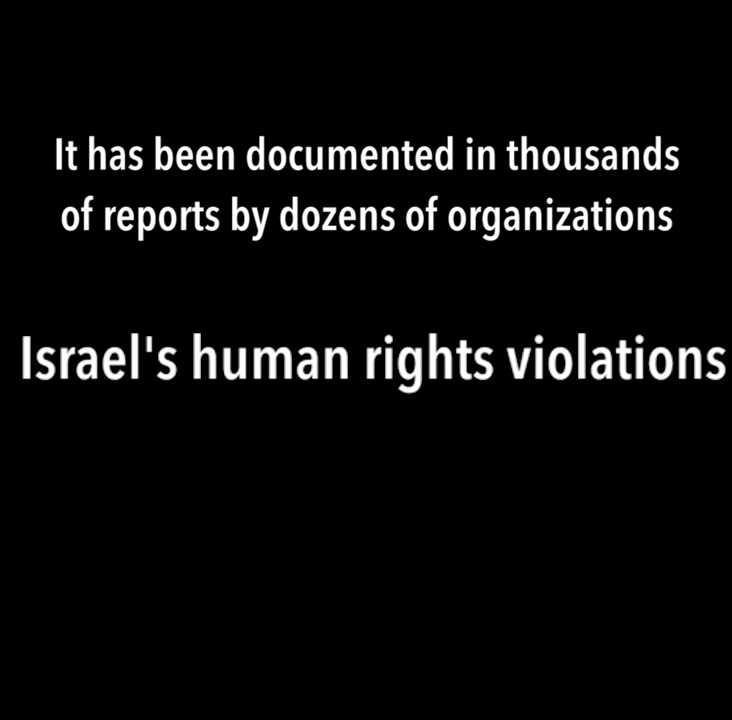 It has been documented in thousands
of reports by dozens of organizations
Israel's human rights violations